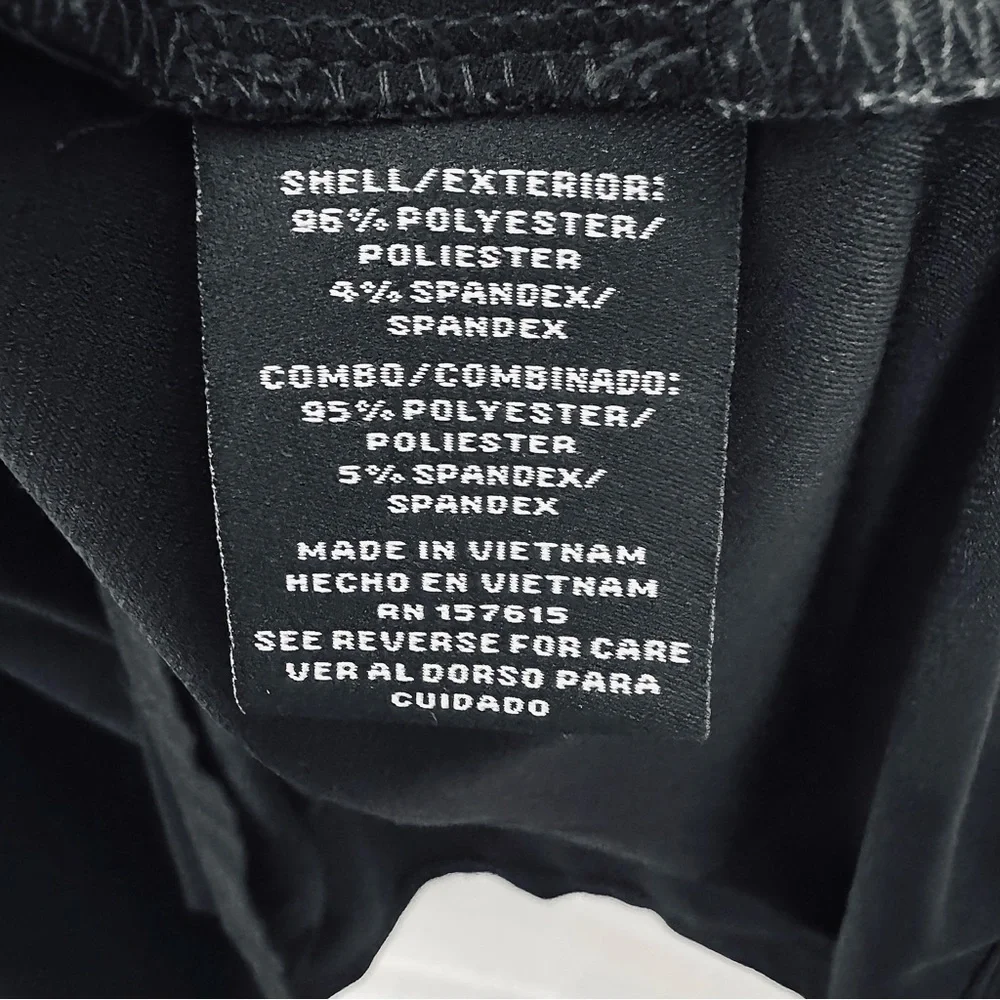 SHELL/EXTERIOR:
96% POLYESTER/
POLIESTER
4% SPANDEX/
SPANDEX
COMBO/COMBINADO:
95% POLYESTER/
POLIESTER
5% SPANDEX/
SPANDEX
MADE IN VIETNAM
HECHO EN VIETNAM
RN 157615
SEE REVERSE FOR CARE
VER AL DORSO PARA
CUIDADO